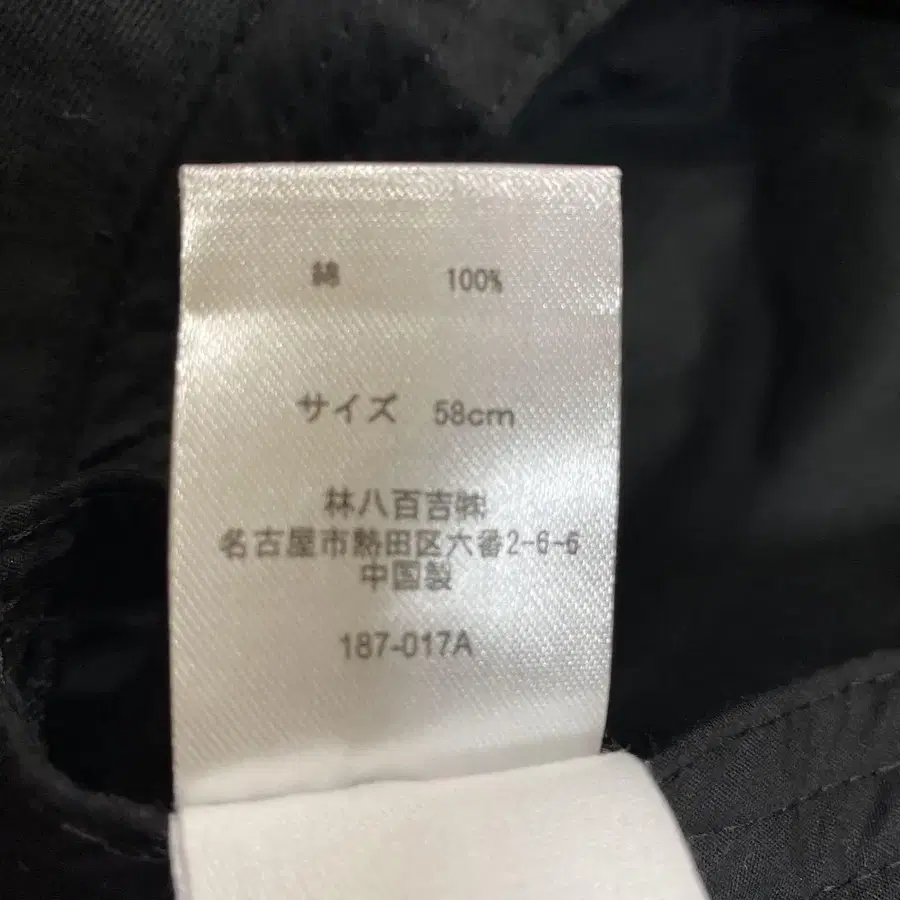 綿 100%
サイズ 58cm
林八百吉㈱
名古屋市熱田区六番2-6-6
中国製
187-017A